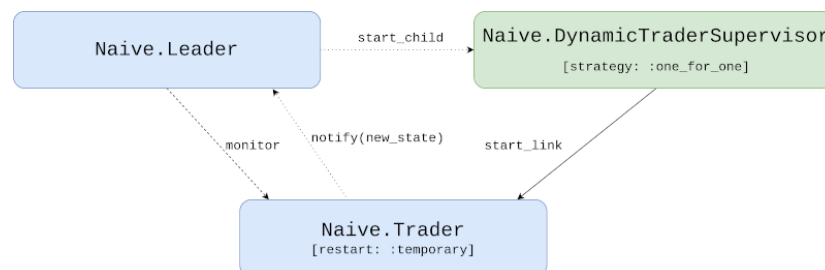 Naive.Leader
start_child
Naive.DynamicTraderSupervisor
[strategy: :one_for_one]
monitor
notify(new_state)
start_link
Naive.Trader
[restart: :temporary]